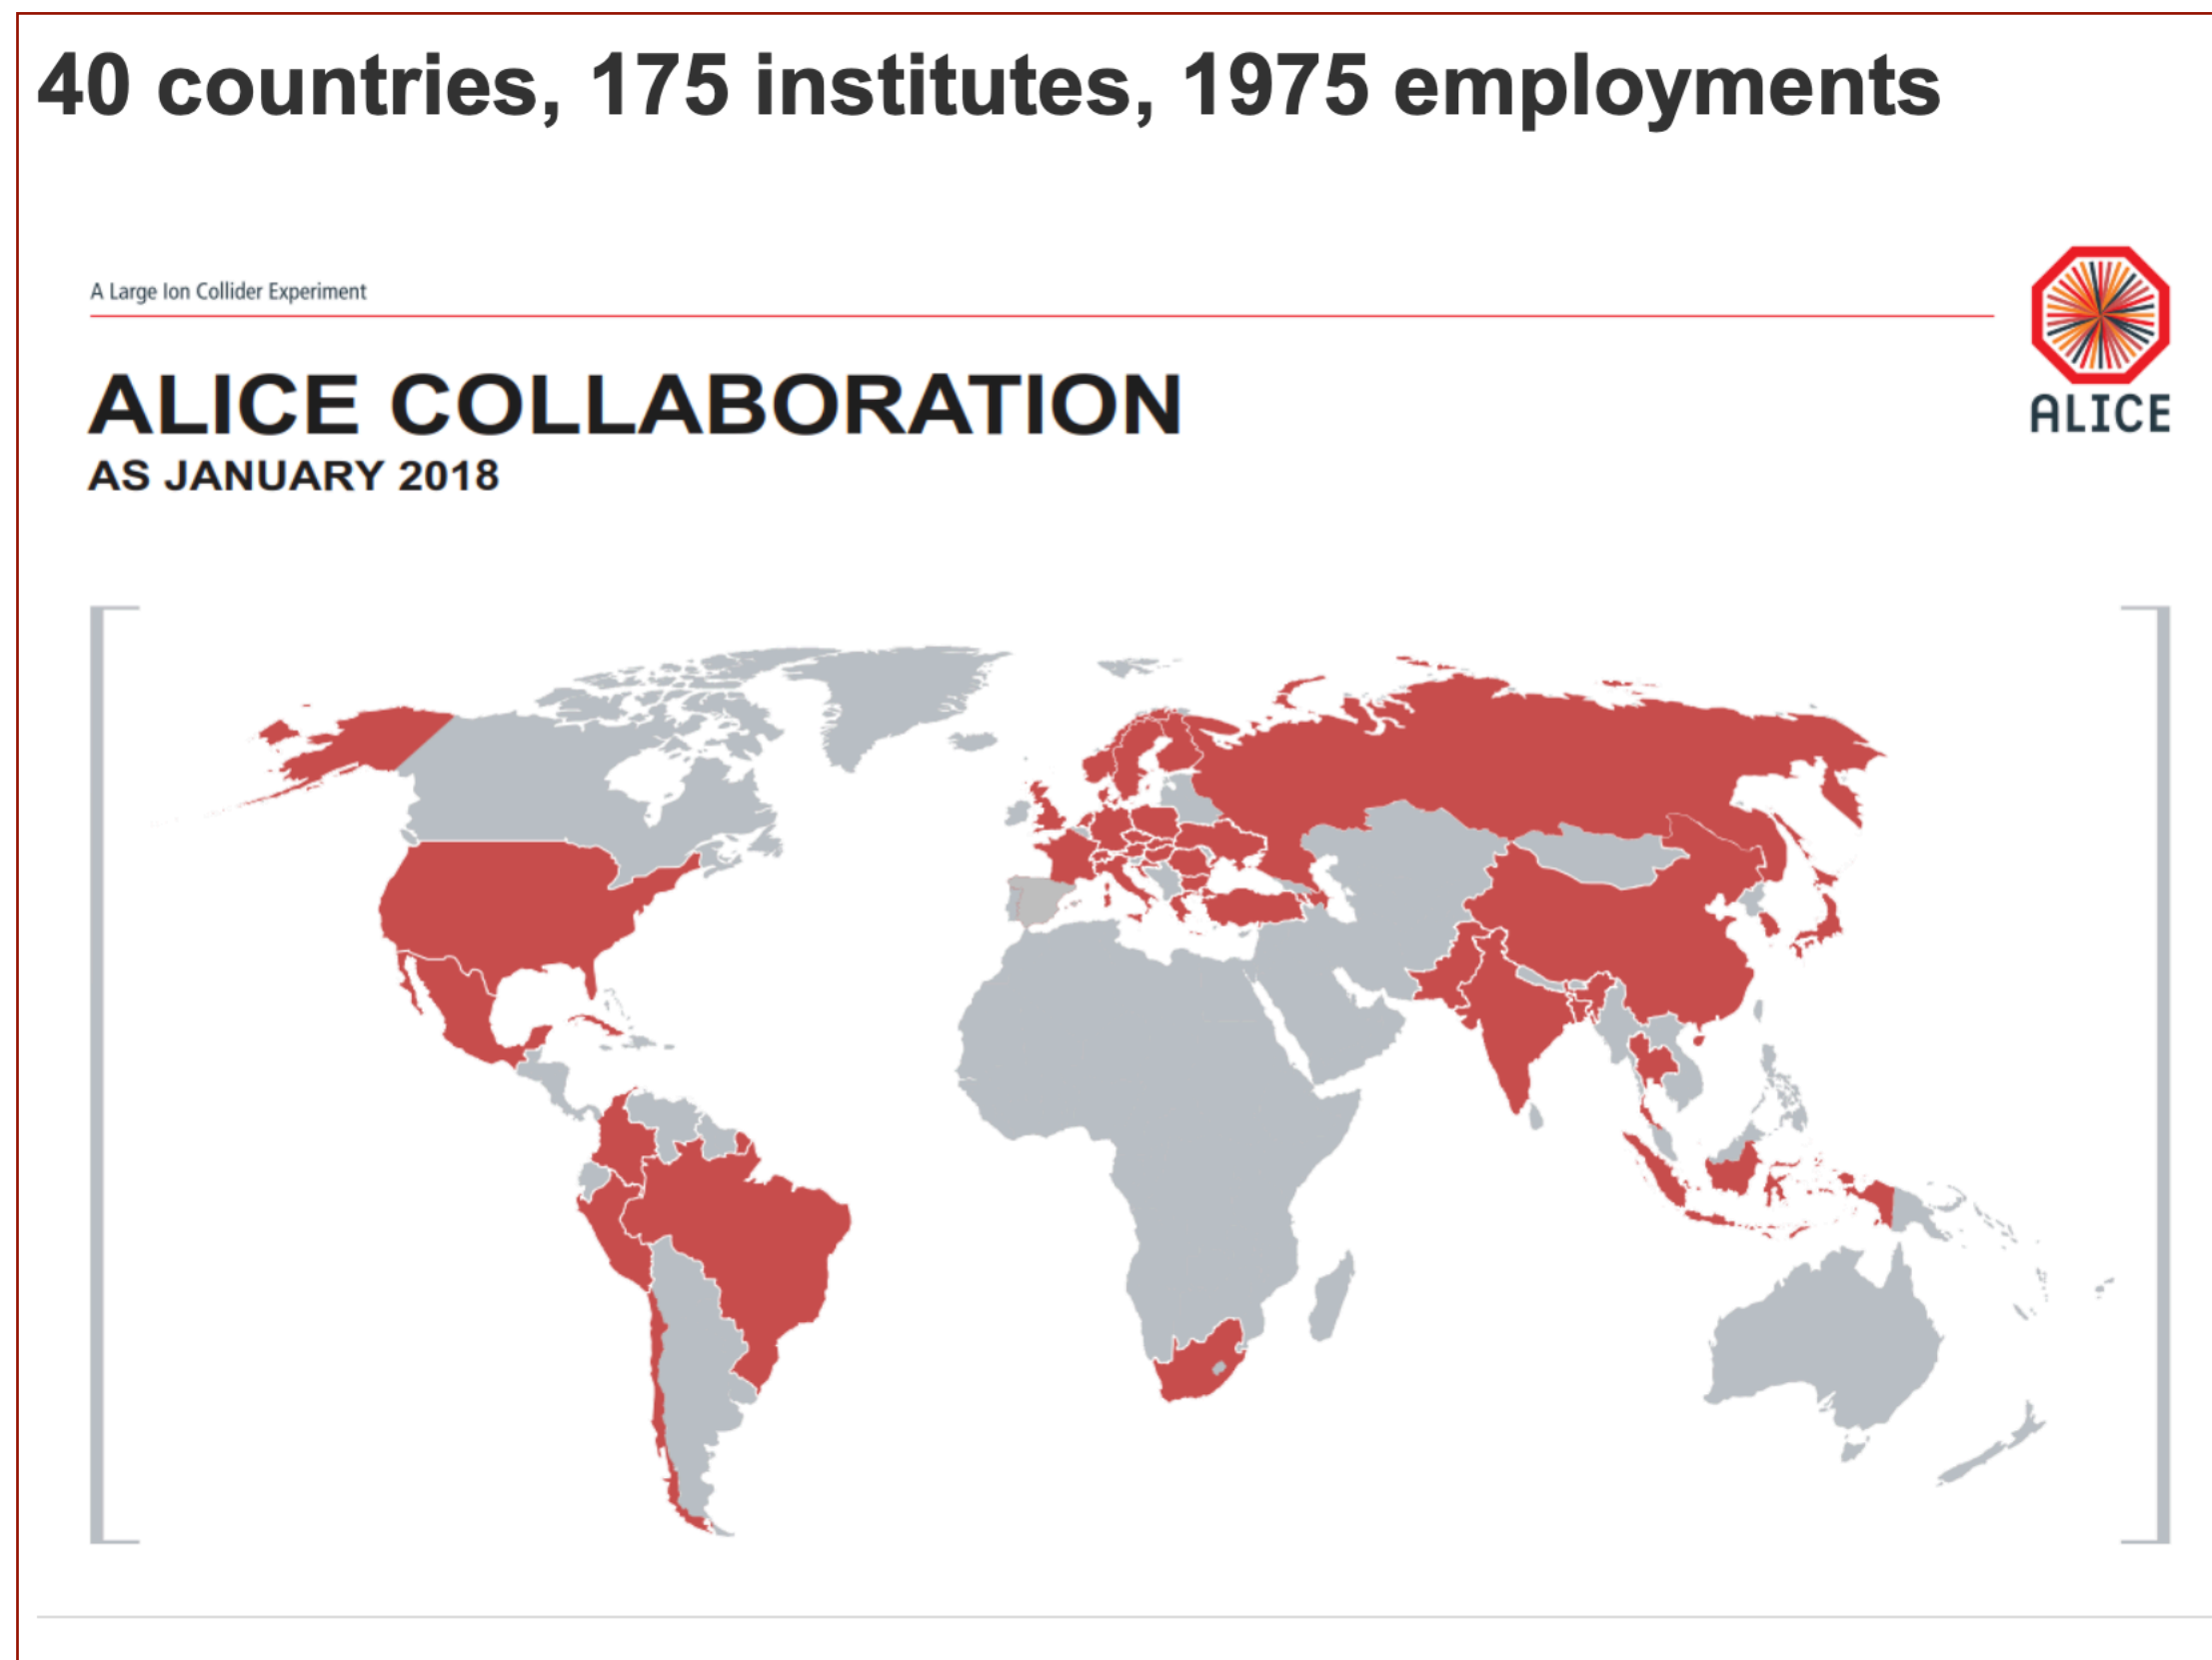 40 countries, 175 institutes, 1975 employments
A Large Ion Collider Experiment
ALICE
ALICE COLLABORATION
AS JANUARY 2018